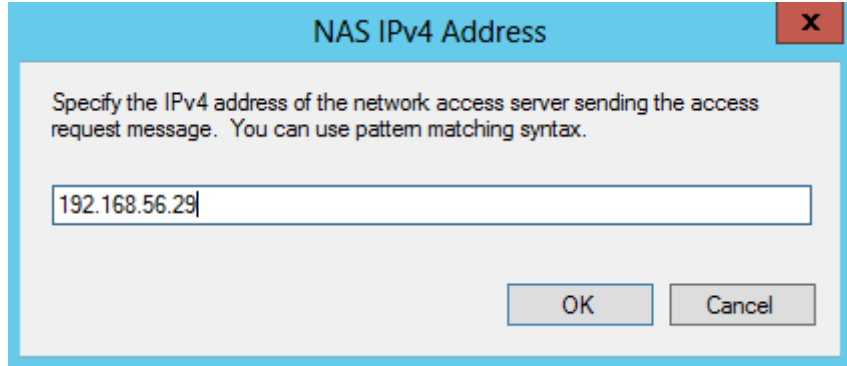 NAS IPv4 Address
x
Specify the IPv4 address of the network access server sending the access
request message. You can use pattern matching syntax.
192.168.56.29
OK
Cancel